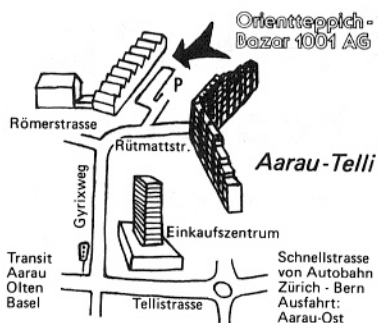 Orientteppich-
Bazar 1001 AG
P
Römerstrasse
Rütmattstr.
Aarau-Telli
Gyrixweg
Einkaufszentrum
Transit
Aarau
Olten
Basel
Schnellstrasse
von Autobahn
Zürich - Bern
Ausfahrt:
Aarau-Ost
Tellistrasse